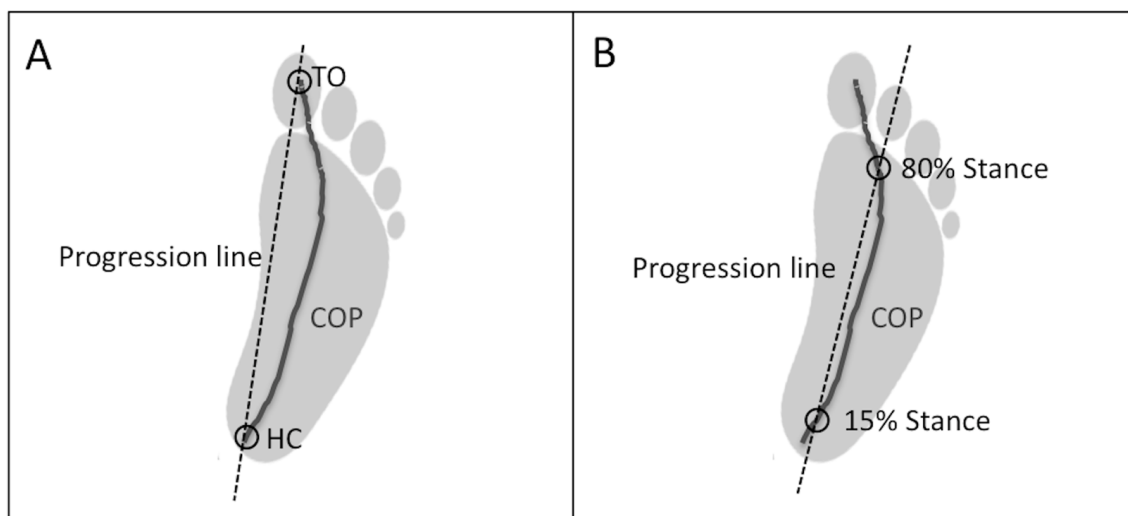 A
TO
Progression line
COP
HC
B
80% Stance
Progression line
COP
15% Stance